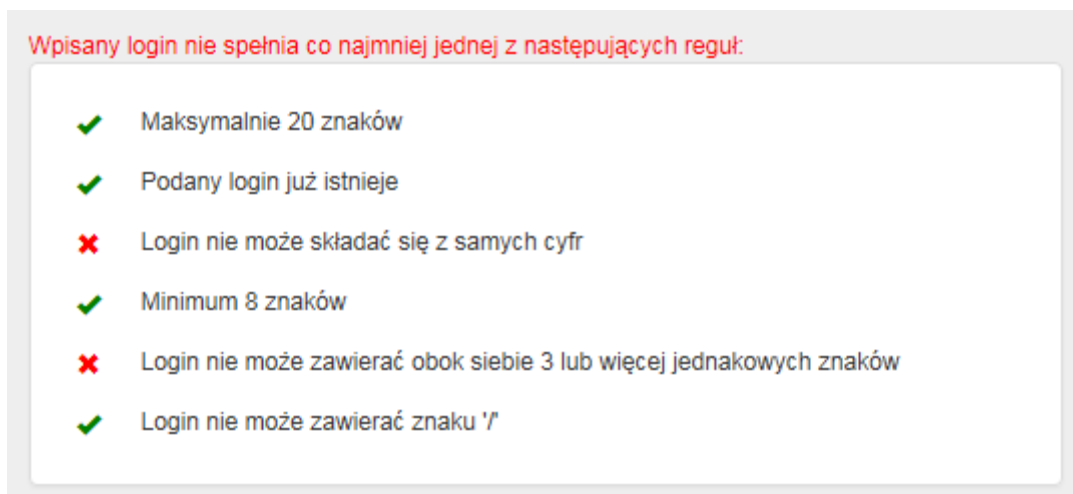 Wpisany login nie spełnia co najmniej jednej z następujących reguł:
Maksymalnie 20 znaków
Podany login już istnieje
Login nie może składać się z samych cyfr
Minimum 8 znaków
Login nie może zawierać obok siebie 3 lub więcej jednakowych znaków
Login nie może zawierać znaku '/'